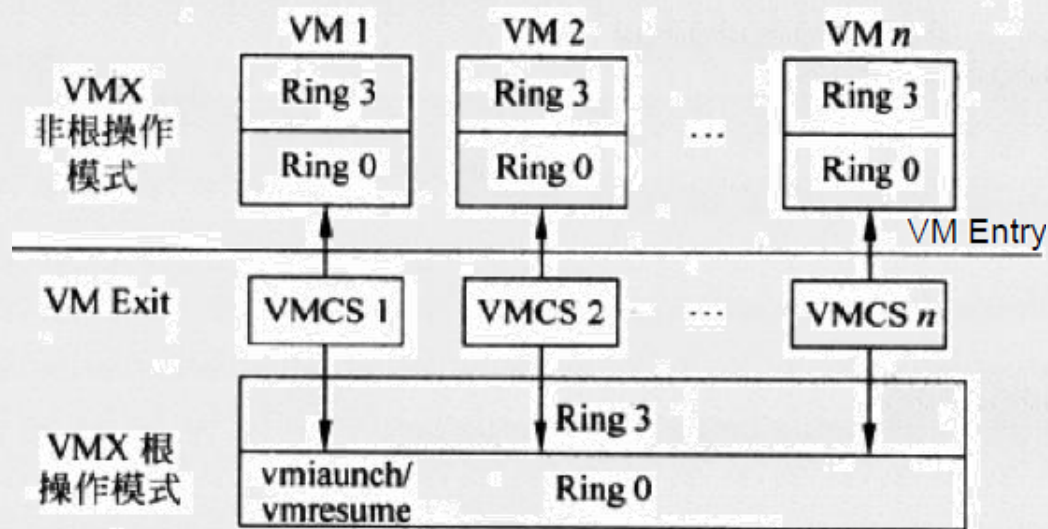 VM 1 VM 2 VM n
VMX
非根操作
模式
Ring 3 Ring 3 ... Ring 3
Ring 0 Ring 0 Ring 0
VM Entry
VM Exit VMCS 1 VMCS 2 ... VMCS n
VMX 根
操作模式
Ring 3
vmiaunch/
vmresume
Ring 0